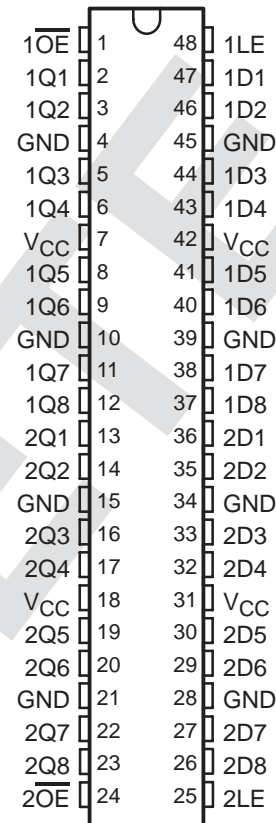 1OE 1 48 1LE
1Q1 2 47 1D1
1Q2 3 46 1D2
GND 4 45 GND
1Q3 5 44 1D3
1Q4 6 43 1D4
VCC 7 42 VCC
1Q5 8 41 1D5
1Q6 9 40 1D6
GND 10 39 GND
1Q7 11 38 1D7
1Q8 12 37 1D8
2Q1 13 36 2D1
2Q2 14 35 2D2
GND 15 34 GND
2Q3 16 33 2D3
2Q4 17 32 2D4
VCC 18 31 VCC
2Q5 19 30 2D5
2Q6 20 29 2D6
GND 21 28 GND
2Q7 22 27 2D7
2Q8 23 26 2D8
2OE 24 25 2LE